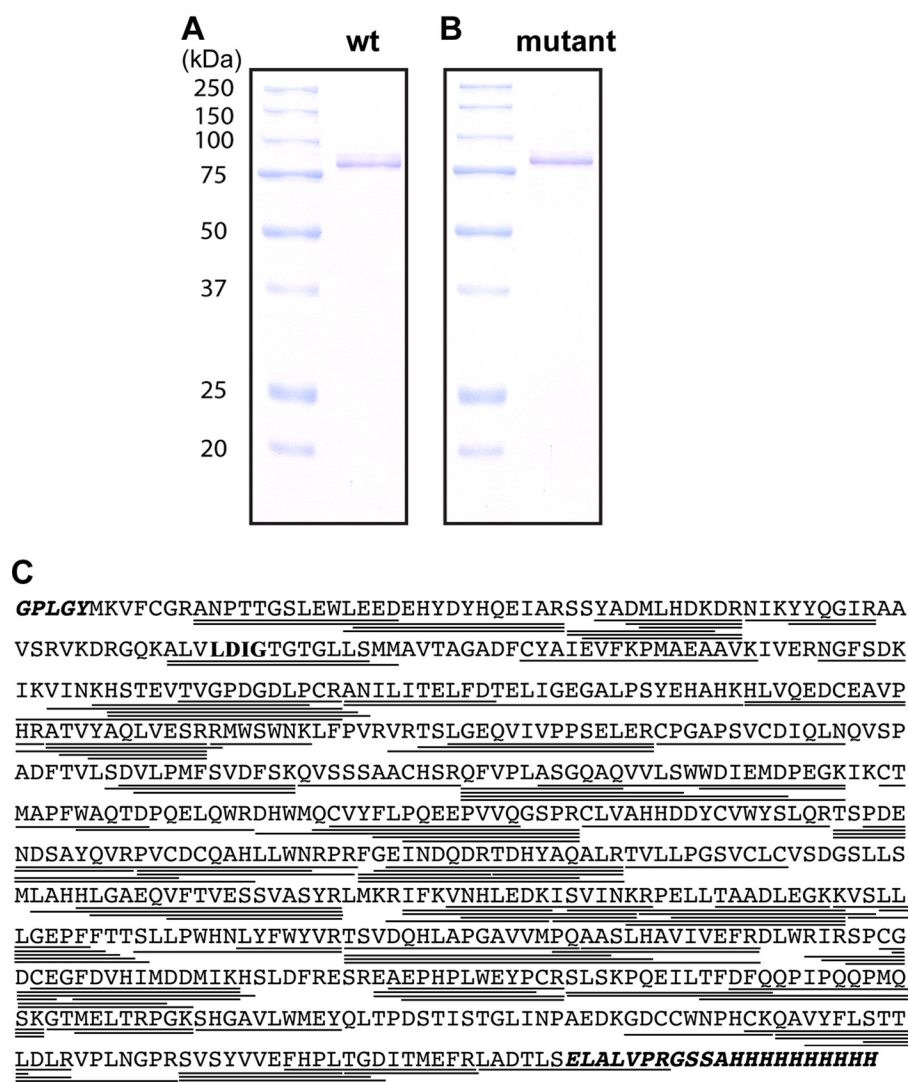 A
B
(kDa)
wt
mutant
250
150
100
75
50
37
25
20
C
GPLGYMKVFCGRANPTTGSLEWLEEDEHYDYHQEIARSSYADMLHDKDRNIKYYQGIRAA
VSRVKDRGQKALVLDIGTGTGLLSMMAVTAGADFCYAIEVFKPMAEAAVKIVERNGFSDK
IKVINKHSTEVTVGPDGDLPCRANILITELFDTELIGEGALPSYEHAHKHLVQEDCEAVP
HRATVYAQLVESRRMWSWNKLFPVRVRTSLGEQVIVPPSELERCPGAPSVCDIQLNQVSP
ADFTVLSDVLPMFSVDFSKQVSSSAACHSRQFVPLASGQAQVVLSWWDIEMDPEGKIKCT
MAPFWAQTDPQELQWRDHWMQCVYFLPQEEPVVQGSPRCLVAHHDDYCVWYSLQRTSPDE
NDSAYQVRPVCDCQAHLLWNRPRFGEINDQDRTDHYAQALRTVLLPGSVCLCVSDGSLLS
MLAHHLGAEQVFTVESSVASYRLMKRIFKVNHLEDKISVINKRPELLTAADLEGKKVSLL
LGEPFFTTSLLPWHNLYFWYVRTSVDQHLAPGAVVMPQAASLHAVIVEFRDLWRIRSPCG
DCEGFDVHIMDDMIKHSLDFRESREAEPHPLWEYPCRSLSKPQEILTFDFQQPIPQQPMQ
SKGTMELTRPGKSHGAVLWMEYQLTPDSTISTGLINPAEDKGDCCWNPHCKQAVYFLSTT
LDLRVPLNGPRSVSYVVEFHPLTGDITMEFRLADTLSELALVPRGSSAHHHHHHHHHH